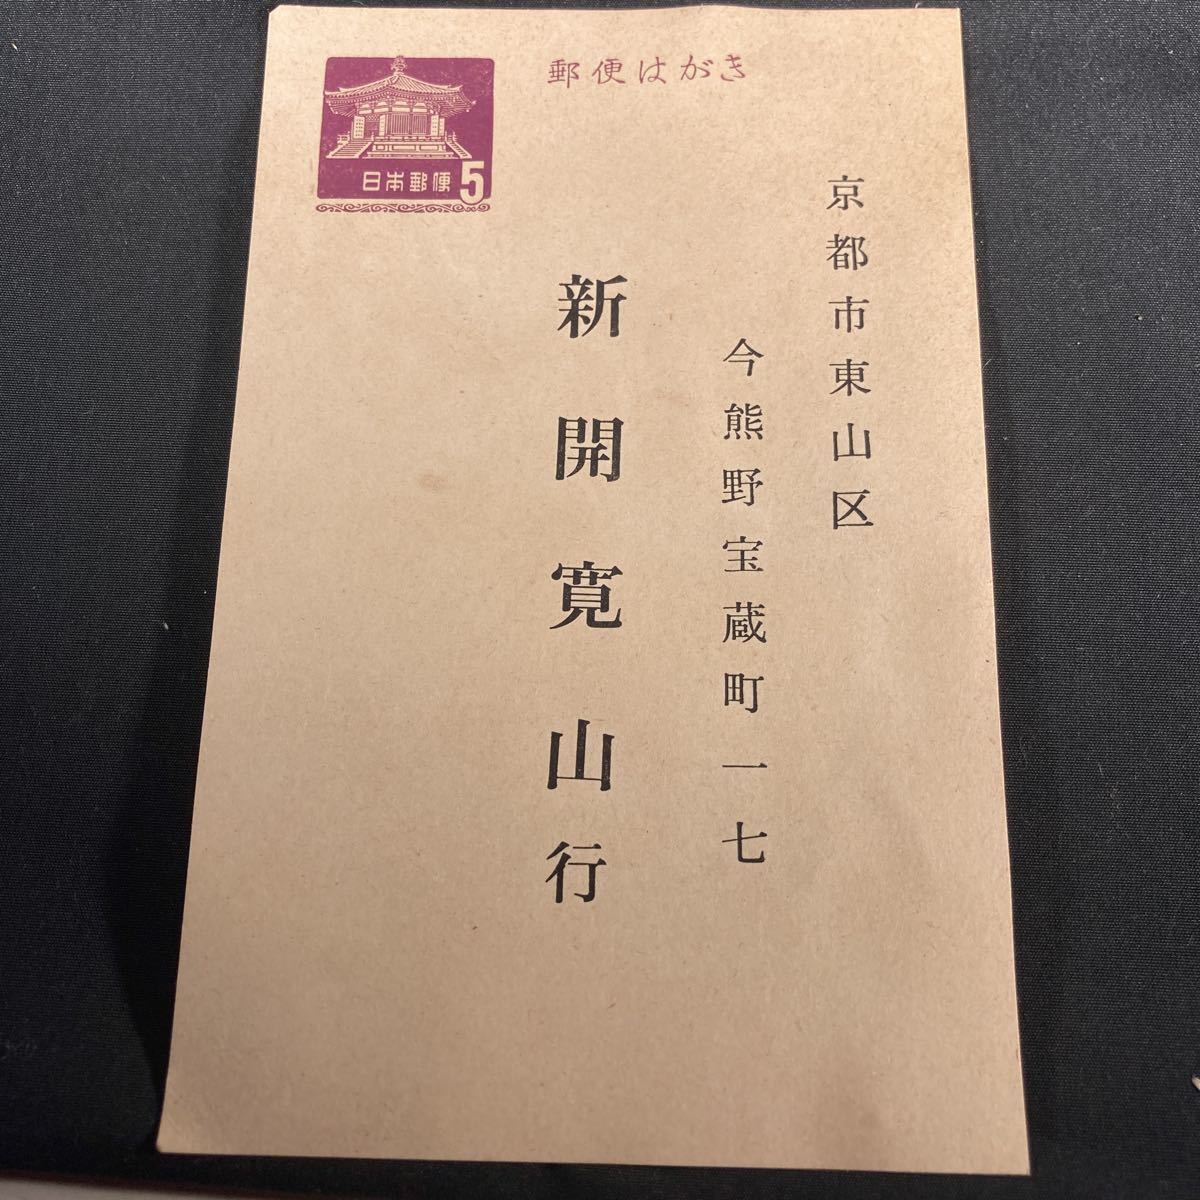 郵便はがき
日本郵便 5
京都市東山区
今熊野宝蔵町一七
新開寛山行